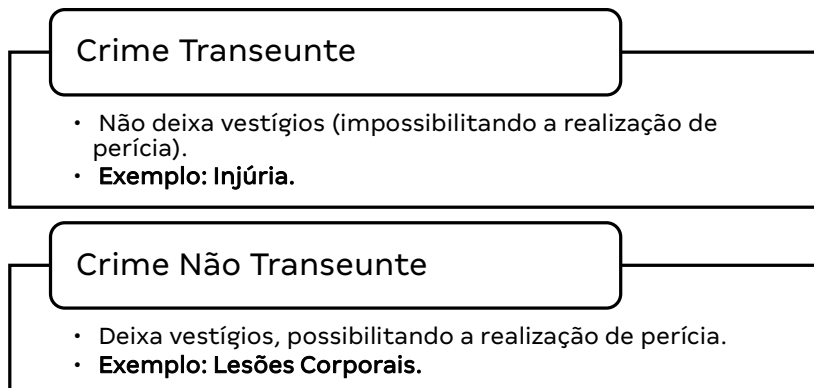 Crime Transeunte
• Não deixa vestígios (impossibilitando a realização de
perícia).
• Exemplo: Injúria.
Crime Não Transeunte
• Deixa vestígios, possibilitando a realização de perícia.
• Exemplo: Lesões Corporais.